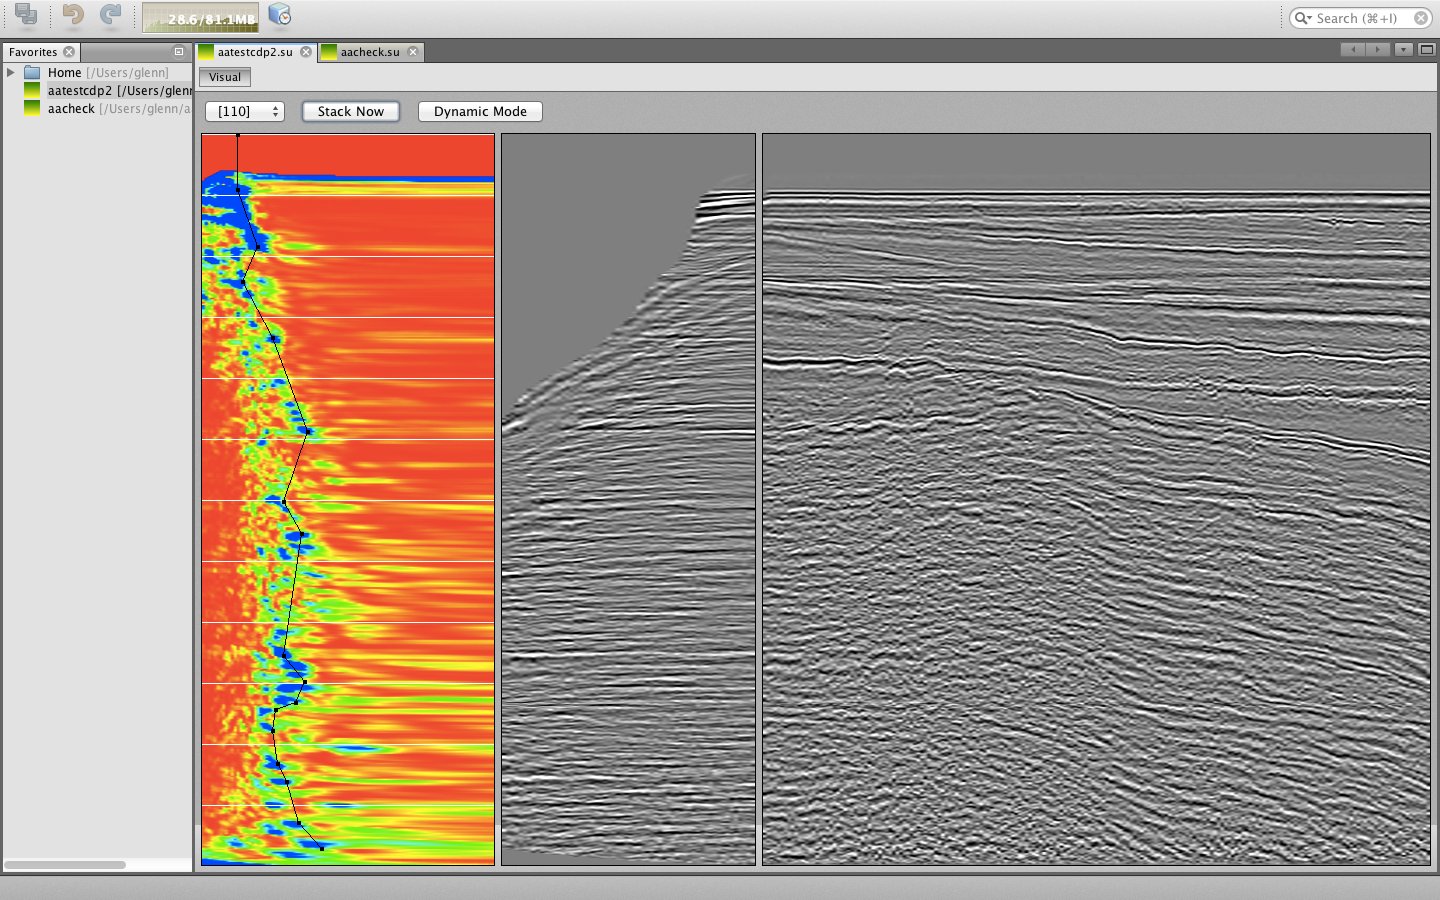 28.6/81.1MB
Search (⌘+I)
Favorites
aatestcdp2.su
aacheck.su
Home [/Users/glenn]
Visual
aatestcdp2 [/Users/glenn
aacheck [/Users/glenn/a
[110]
Stack Now
Dynamic Mode